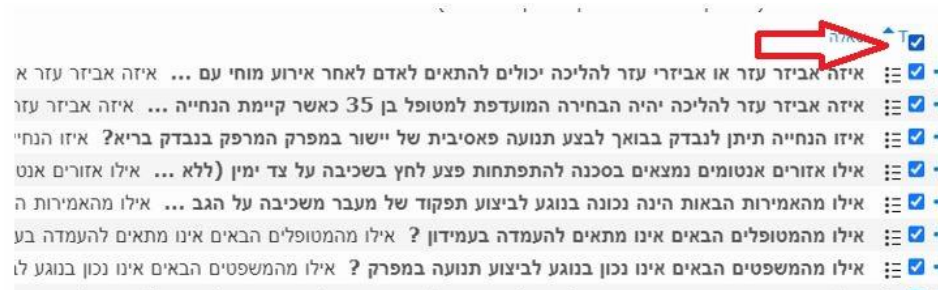 T
איזה אביזר עזר או אביזרי עזר להליכה יכולים להתאים לאדם לאחר אירוע מוחי עם ... איזה אביזר עזר א
איזה אביזר עזר להליכה יהיה הבחירה המועדפת למטופל בן 35 כאשר קיימת הנחייה ... איזה אביזר עזר
איזו הנחייה תיתן לנבדק בבואך לבצע תנועה פאסיבית של יישור במפרק המרפק בנבדק בריא? איזו הנחיי
אילו אזורים אנטומים נמצאים בסכנה להתפתחות פצע לחץ בשכיבה על צד ימין (ללא ... אילו אזורים אנט
אילו מהאמירות הבאות הינה נכונה בנוגע לביצוע תפקוד של מעבר משכיבה על הגב ... אילו מהאמירות ה
אילו מהמטופלים הבאים אינו מתאים להעמדה בעמידון ? אילו מהמטופלים הבאים אינו מתאים להעמדה בע
אילו מהמשפטים הבאים אינו נכון בנוגע לביצוע תנועה במפרק ? אילו מהמשפטים הבאים אינו נכון בנוגע לב